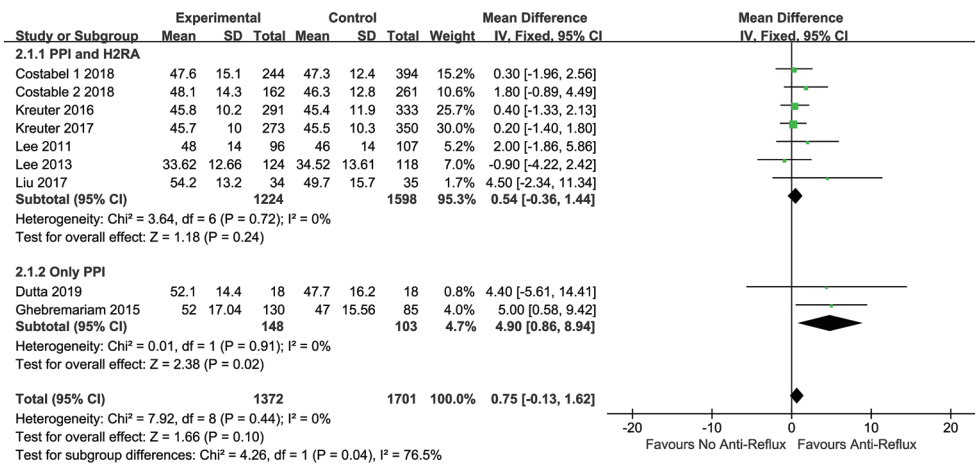 Experimental Control Mean Difference Mean Difference
Study or Subgroup Mean SD Total Mean SD Total Weight IV, Fixed, 95% CI IV, Fixed, 95% CI
2.1.1 PPI and H2RA
Costabel 1 2018 47.6 15.1 244 47.3 12.4 394 15.2% 0.30 [-1.96, 2.56]
Costable 2 2018 48.1 14.3 162 46.3 12.8 261 10.6% 1.80 [-0.89, 4.49]
Kreuter 2016 45.8 10.2 291 45.4 11.9 333 25.7% 0.40 [-1.33, 2.13]
Kreuter 2017 45.7 10 273 45.5 10.3 350 30.0% 0.20 [-1.40, 1.80]
Lee 2011 48 14 96 46 14 107 5.2% 2.00 [-1.86, 5.86]
Lee 2013 33.62 12.66 124 34.52 13.61 118 7.0% -0.90 [-4.22, 2.42]
Liu 2017 54.2 13.2 34 49.7 15.7 35 1.7% 4.50 [-2.34, 11.34]
Subtotal (95% CI) 1224 1598 95.3% 0.54 [-0.36, 1.44]
Heterogeneity: Chi² = 3.64, df = 6 (P = 0.72); I² = 0%
Test for overall effect: Z = 1.18 (P = 0.24)
2.1.2 Only PPI
Dutta 2019 52.1 14.4 18 47.7 16.2 18 0.8% 4.40 [-5.61, 14.41]
Ghebremariam 2015 52 17.04 130 47 15.56 85 4.0% 5.00 [0.58, 9.42]
Subtotal (95% CI) 148 103 4.7% 4.90 [0.86, 8.94]
Heterogeneity: Chi² = 0.01, df = 1 (P = 0.91); I² = 0%
Test for overall effect: Z = 2.38 (P = 0.02)
Total (95% CI) 1372 1701 100.0% 0.75 [-0.13, 1.62]
Heterogeneity: Chi² = 7.92, df = 8 (P = 0.44); I² = 0%
Test for overall effect: Z = 1.66 (P = 0.10)
Test for subgroup differences: Chi² = 4.26, df = 1 (P = 0.04), I² = 76.5%
-20 -10 0 10 20
Favours No Anti-Reflux Favours Anti-Reflux